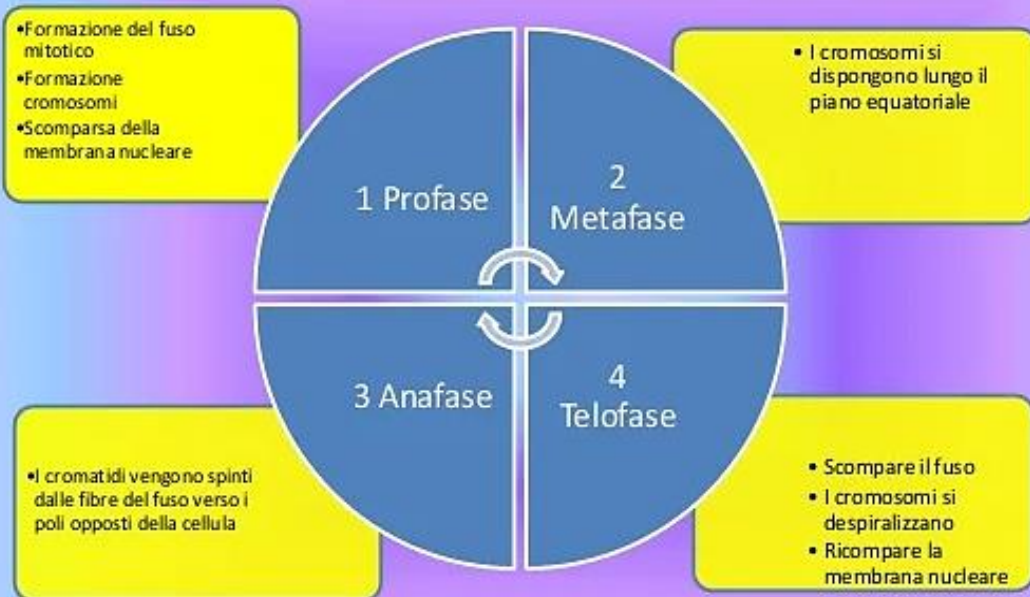 •Formazione del fuso
mitotico
•Formazione
cromosomi
•Scomparsa della
membrana nucleare
1 Profase
2
Metafase
• I cromosomi si
dispongono lungo il
piano equatoriale
3 Anafase
•I cromatidi vengono spinti
dalle fibre del fuso verso i
poli opposti della cellula
4
Telofase
• Scompare il fuso
• I cromosomi si
despiralizzano
• Ricompare la
membrana nucleare